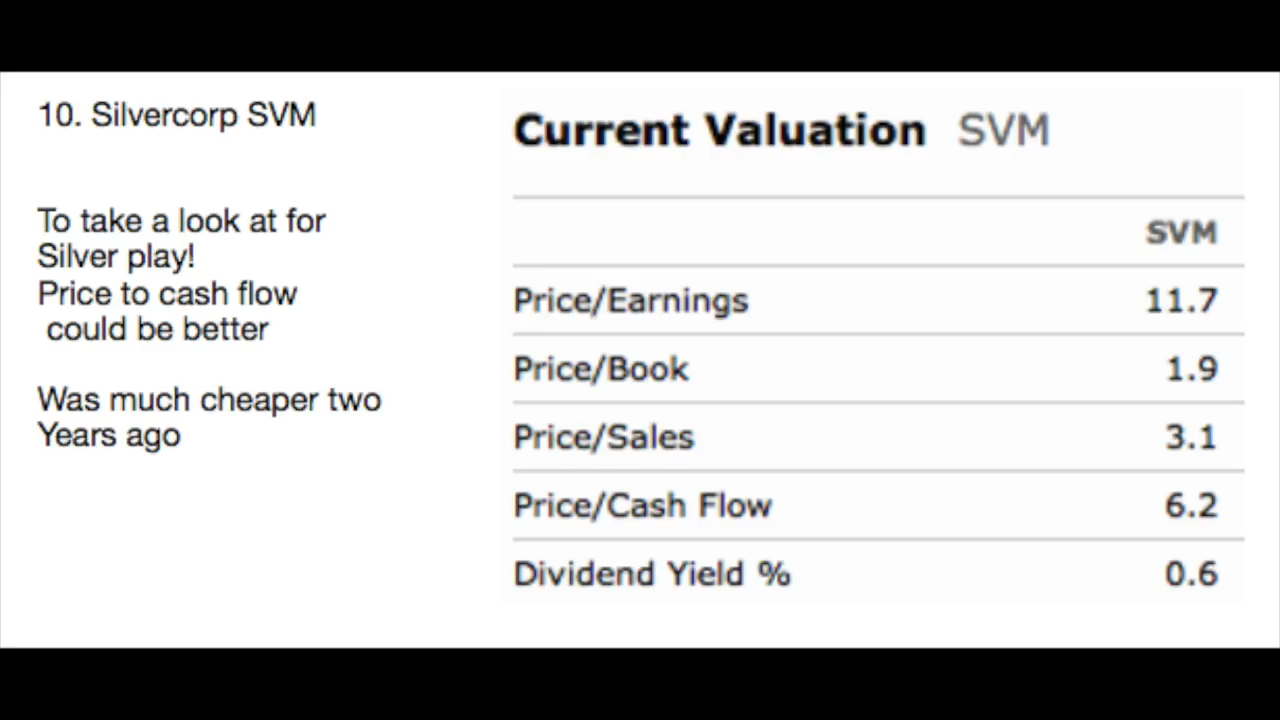 10. Silvercorp SVM
To take a look at for
Silver play!
Price to cash flow
could be better
Was much cheaper two
Years ago
Current Valuation SVM
SVM
Price/Earnings 11.7
Price/Book 1.9
Price/Sales 3.1
Price/Cash Flow 6.2
Dividend Yield % 0.6